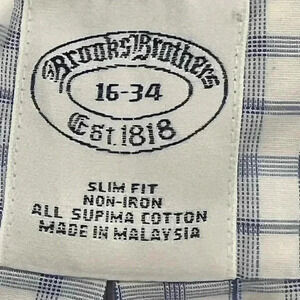 Brooks Brothers
16-34
Est. 1818
SLIM FIT
NON-IRON
ALL SUPIMA COTTON
MADE IN MALAYSIA